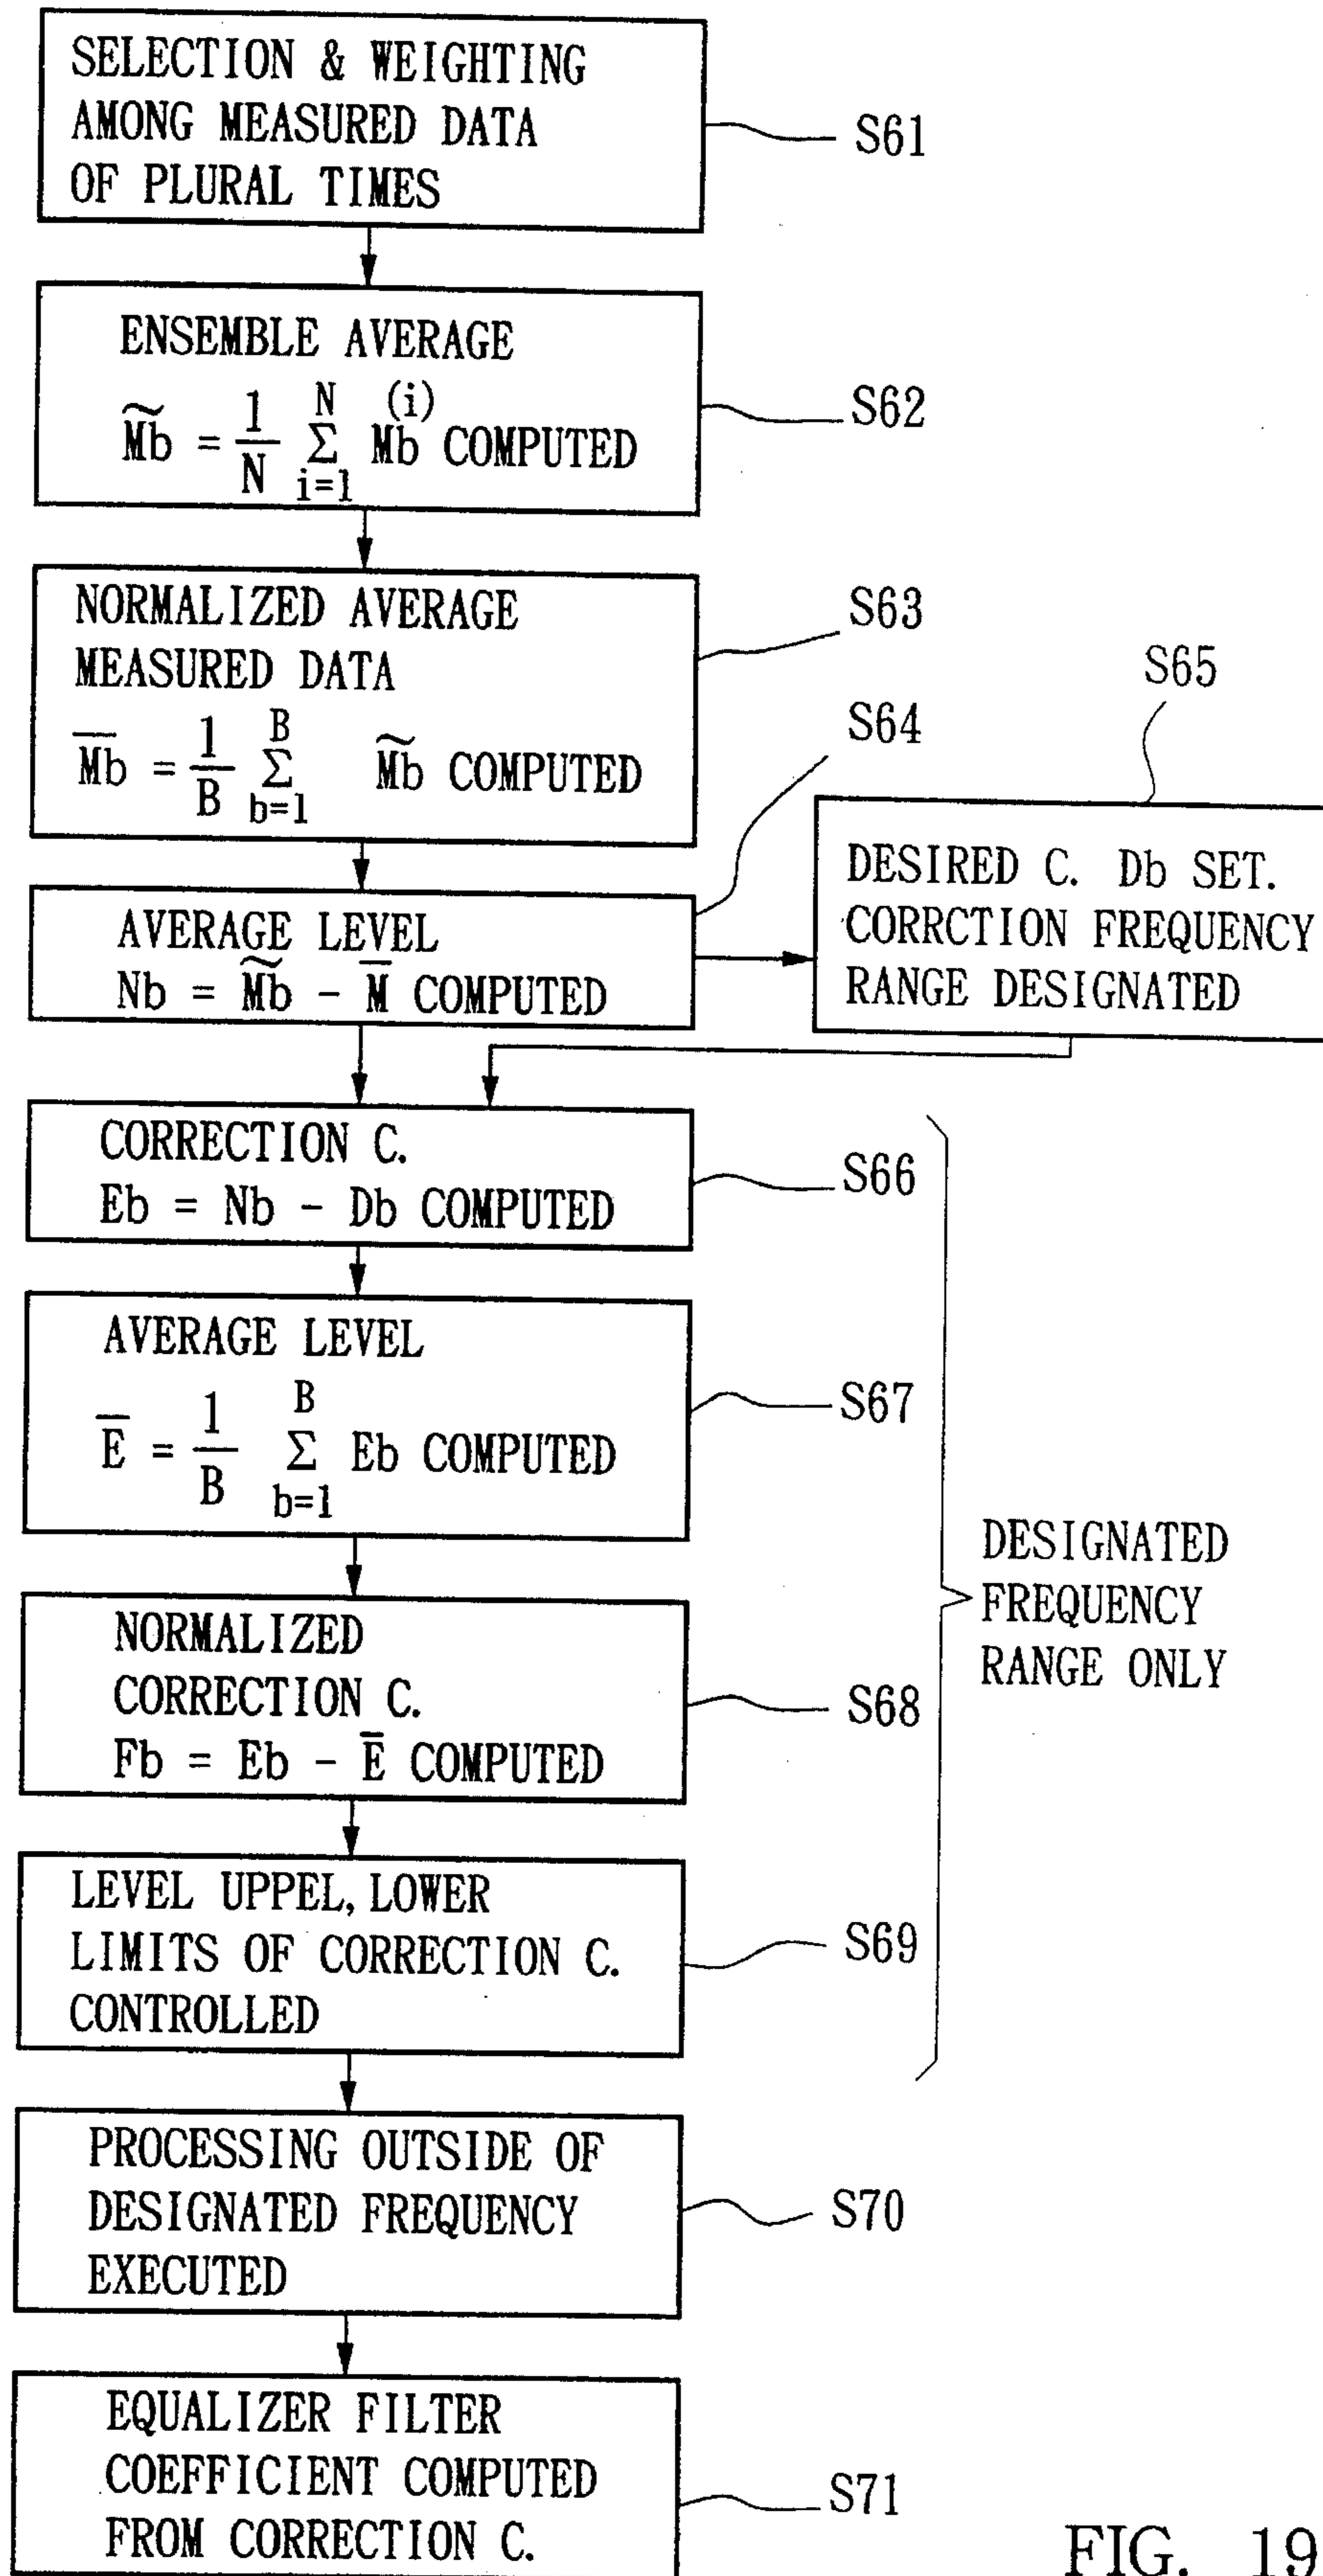 SELECTION & WEIGHTING
AMONG MEASURED DATA
OF PLURAL TIMES
S61
ENSEMBLE AVERAGE
M̃b = 1/N Σ(i=1 to N) Mb^(i) COMPUTED
S62
NORMALIZED AVERAGE
MEASURED DATA
M̅b = 1/B Σ(b=1 to B) M̃b COMPUTED
S63
AVERAGE LEVEL
Nb = M̃b - M̅ COMPUTED
S64
S65
DESIRED C. Db SET.
CORRCTION FREQUENCY
RANGE DESIGNATED
CORRECTION C.
Eb = Nb - Db COMPUTED
S66
AVERAGE LEVEL
E̅ = 1/B Σ(b=1 to B) Eb COMPUTED
S67
NORMALIZED
CORRECTION C.
Fb = Eb - E̅ COMPUTED
S68
LEVEL UPPEL, LOWER
LIMITS OF CORRECTION C.
CONTROLLED
S69
DESIGNATED
FREQUENCY
RANGE ONLY
PROCESSING OUTSIDE OF
DESIGNATED FREQUENCY
EXECUTED
S70
EQUALIZER FILTER
COEFFICIENT COMPUTED
FROM CORRECTION C.
S71
FIG. 19